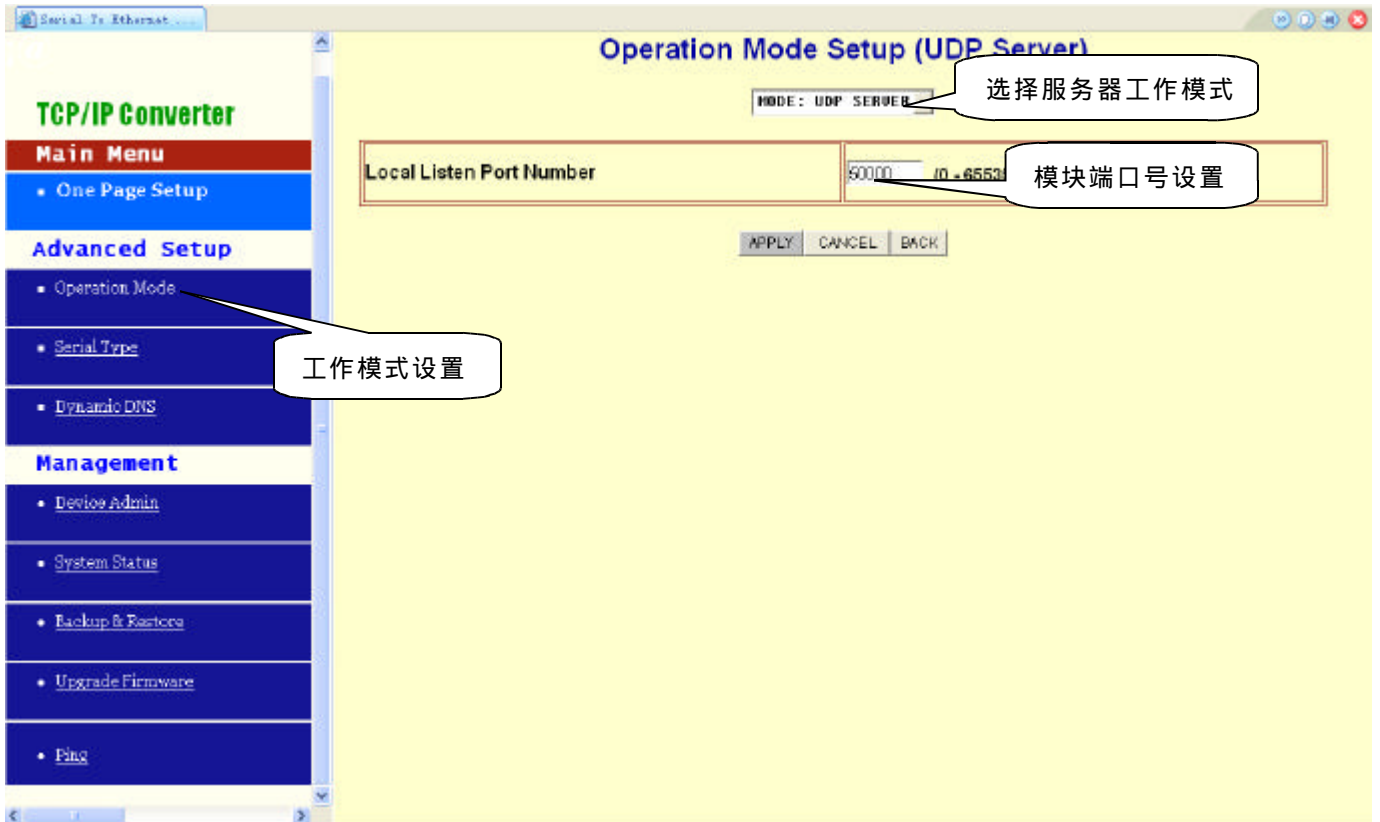 Serial To Ethernet ...
Operation Mode Setup (UDP Server)
MODE: UDP SERVER
选择服务器工作模式
TCP/IP Converter
Main Menu
One Page Setup
Local Listen Port Number
(0 - 6553
模块端口号设置
APPLY CANCEL BACK
Advanced Setup
Operation Mode
工作模式设置
Serial Type
Dynamic DNS
Management
Device Admin
System Status
Backup & Restore
Upgrade Firmware
Ping